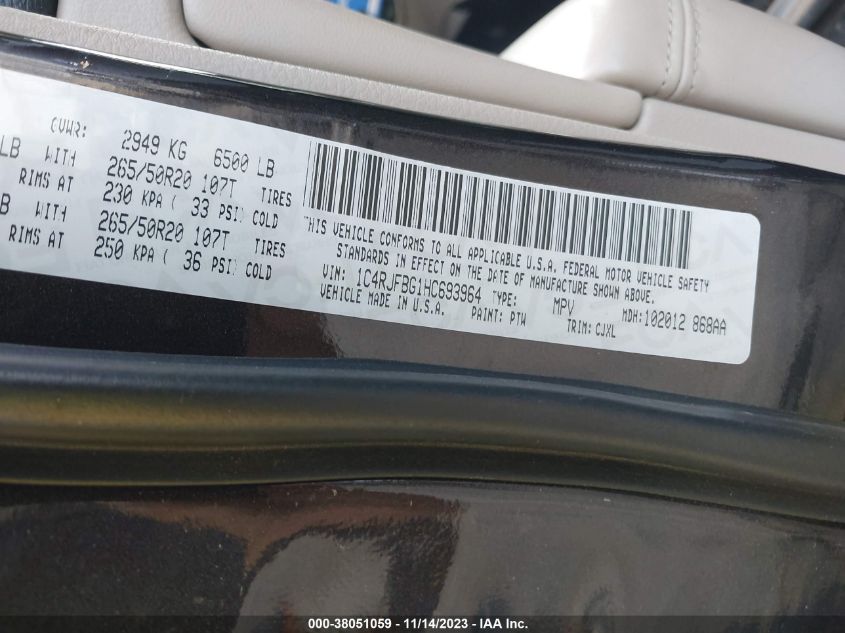 GVWR: 2949 KG 6500 LB
LB WITH 265/50R20 107T TIRES
RIMS AT 230 KPA ( 33 PSI) COLD
B WITH 265/50R20 107T TIRES
RIMS AT 250 KPA ( 36 PSI) COLD
THIS VEHICLE CONFORMS TO ALL APPLICABLE U.S.A. FEDERAL MOTOR VEHICLE SAFETY
STANDARDS IN EFFECT ON THE DATE OF MANUFACTURE SHOWN ABOVE.
VIN: 1C4RJFBG1HC693964 TYPE: MPV MDH: 102012 868AA
VEHICLE MADE IN U.S.A. PAINT: PTW TRIM: CJXL
000-38051059 — 11/14/2023 — IAA Inc.